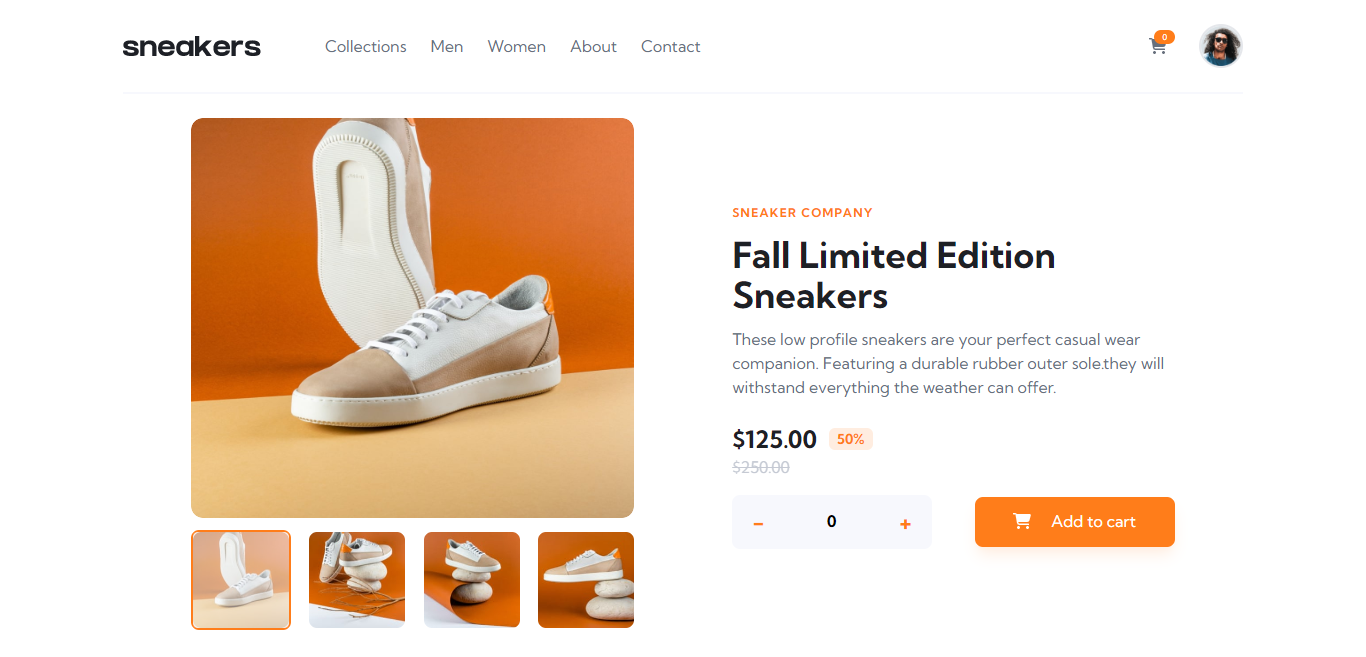 sneakers
Collections Men Women About Contact
0
SNEAKER COMPANY
Fall Limited Edition
Sneakers
These low profile sneakers are your perfect casual wear
companion. Featuring a durable rubber outer sole.they will
withstand everything the weather can offer.
$125.00 50%
$250.00
− 0 +
Add to cart